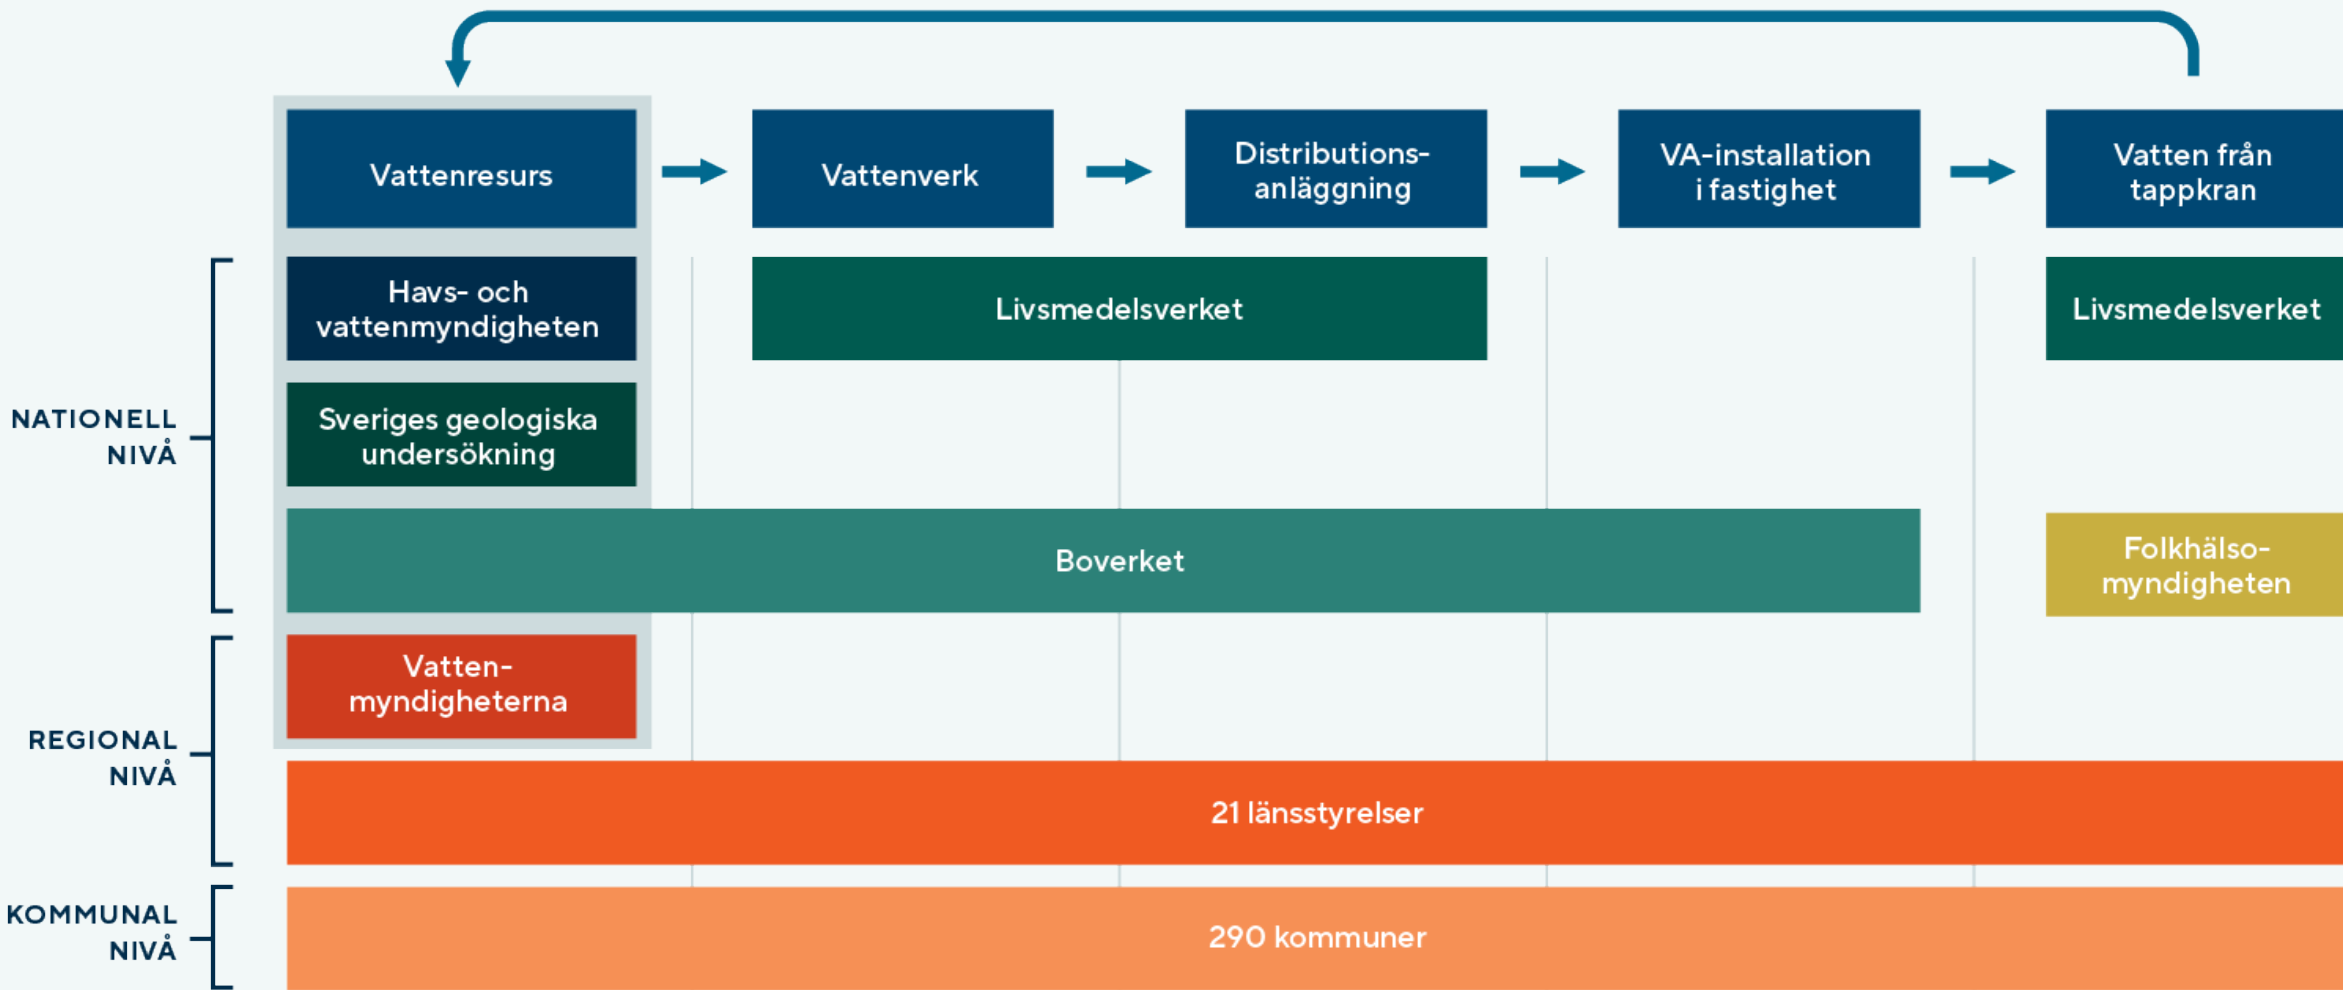 Vattenresurs
Vattenverk
Distributions-
anläggning
VA-installation
i fastighet
Vatten från
tappkran
NATIONELL
NIVÅ
Havs- och
vattenmyndigheten
Livsmedelsverket
Livsmedelsverket
Sveriges geologiska
undersökning
Boverket
Folkhälso-
myndigheten
REGIONAL
NIVÅ
Vatten-
myndigheterna
21 länsstyrelser
KOMMUNAL
NIVÅ
290 kommuner